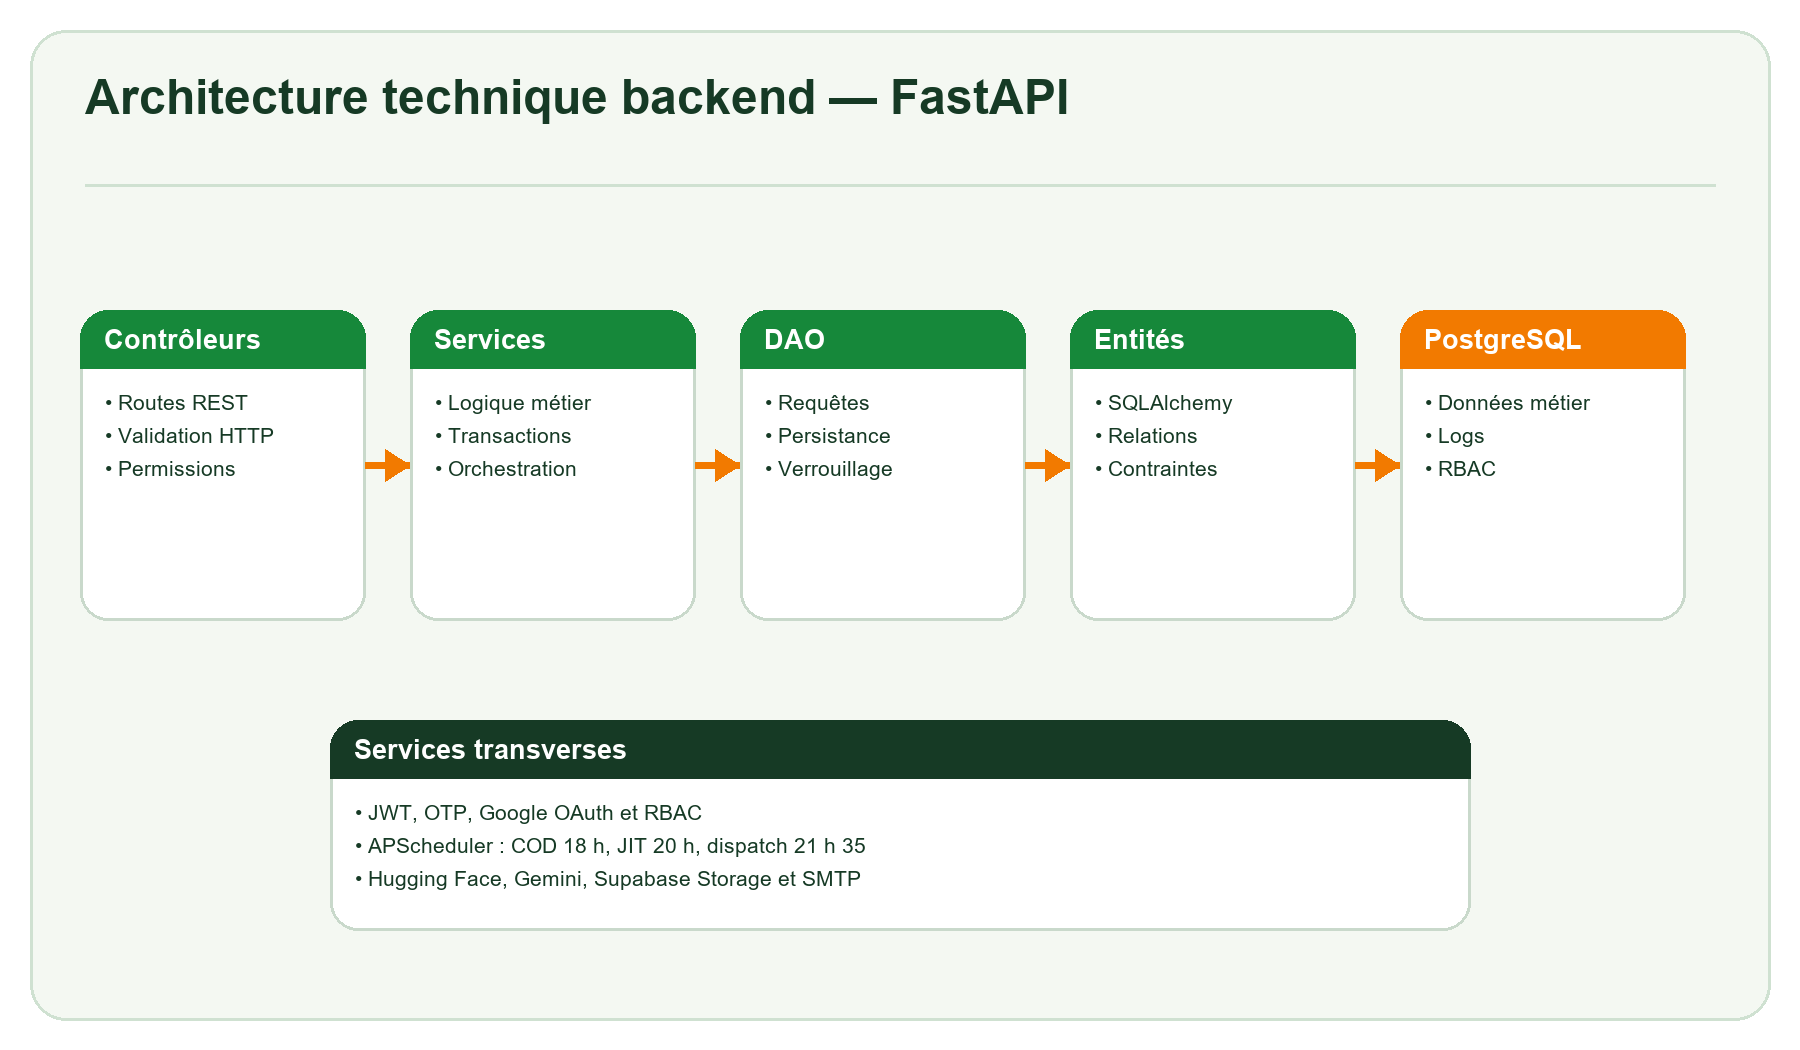 Architecture technique backend — FastAPI
Contrôleurs
• Routes REST
• Validation HTTP
• Permissions
Services
• Logique métier
• Transactions
• Orchestration
DAO
• Requêtes
• Persistance
• Verrouillage
Entités
• SQLAlchemy
• Relations
• Contraintes
PostgreSQL
• Données métier
• Logs
• RBAC
Services transverses
• JWT, OTP, Google OAuth et RBAC
• APScheduler : COD 18 h, JIT 20 h, dispatch 21 h 35
• Hugging Face, Gemini, Supabase Storage et SMTP